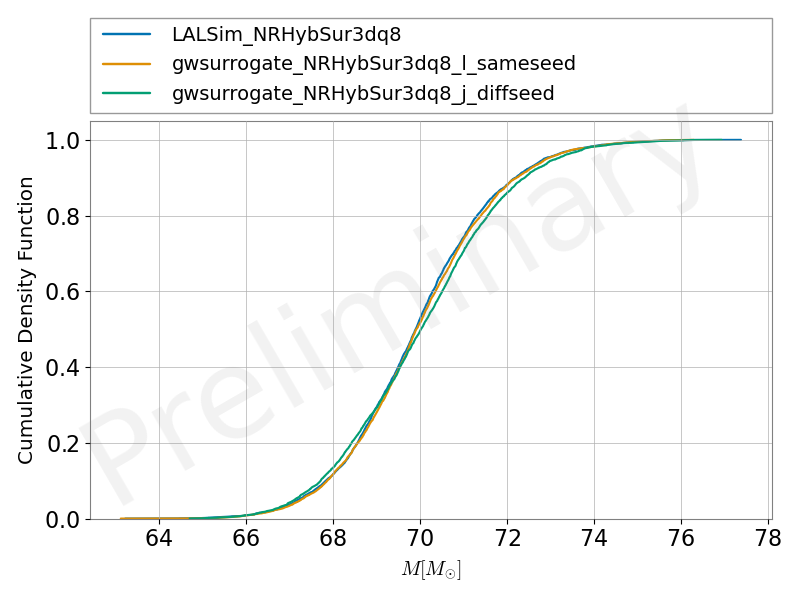 LALSim_NRHybSur3dq8
gwsurrogate_NRHybSur3dq8_l_sameseed
gwsurrogate_NRHybSur3dq8_j_diffseed
1.0
0.8
0.6
0.4
0.2
0.0
Cumulative Density Function
Preliminary
64 66 68 70 72 74 76 78
M[M⊙]